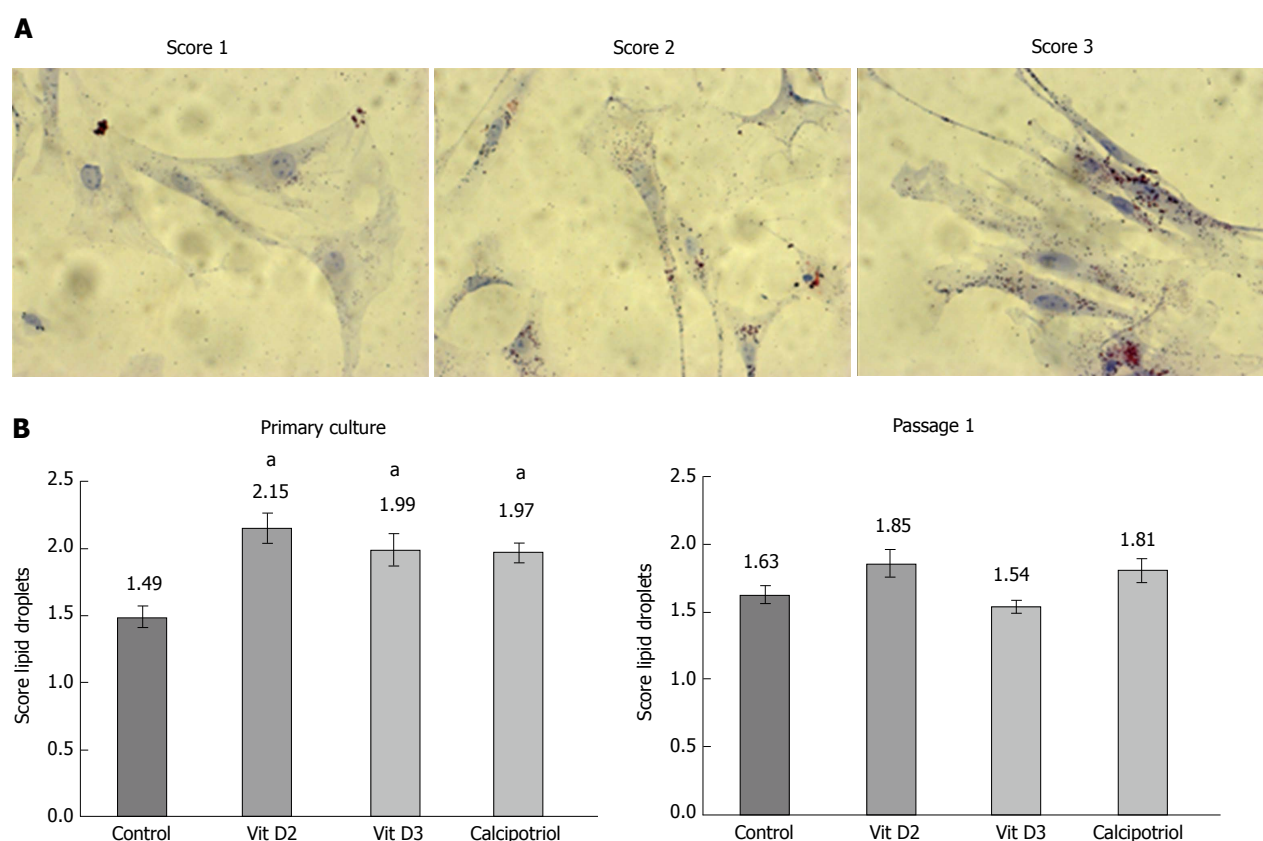 A
Score 1
Score 2
Score 3
B
Primary culture
Score lipid droplets
2.5
2.0
1.5
1.0
0.5
0.0
1.49
a
2.15
a
1.99
a
1.97
Control
Vit D2
Vit D3
Calcipotriol
Passage 1
Score lipid droplets
2.5
2.0
1.5
1.0
0.5
0.0
1.63
1.85
1.54
1.81
Control
Vit D2
Vit D3
Calcipotriol